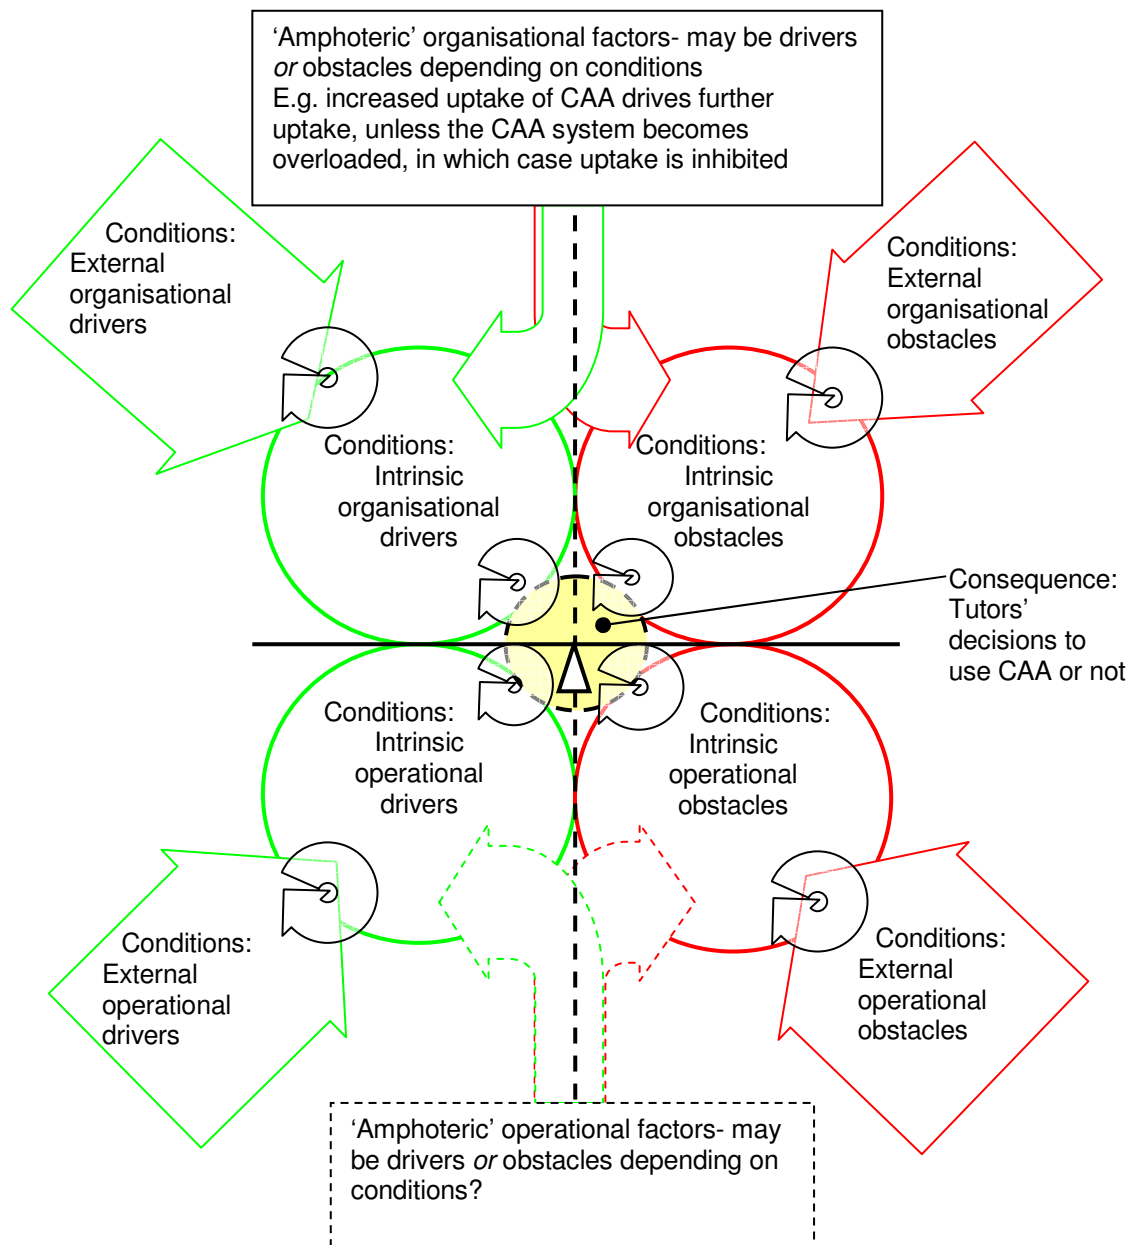 ‘Amphoteric’ organisational factors- may be drivers
or obstacles depending on conditions
E.g. increased uptake of CAA drives further
uptake, unless the CAA system becomes
overloaded, in which case uptake is inhibited
Conditions:
External
organisational
drivers
Conditions:
External
organisational
obstacles
Conditions:
Intrinsic
organisational
drivers
Conditions:
Intrinsic
organisational
obstacles
Consequence:
Tutors’
decisions to
use CAA or not
Conditions:
Intrinsic
operational
drivers
Conditions:
Intrinsic
operational
obstacles
Conditions:
External
operational
drivers
Conditions:
External
operational
obstacles
‘Amphoteric’ operational factors- may
be drivers or obstacles depending on
conditions?